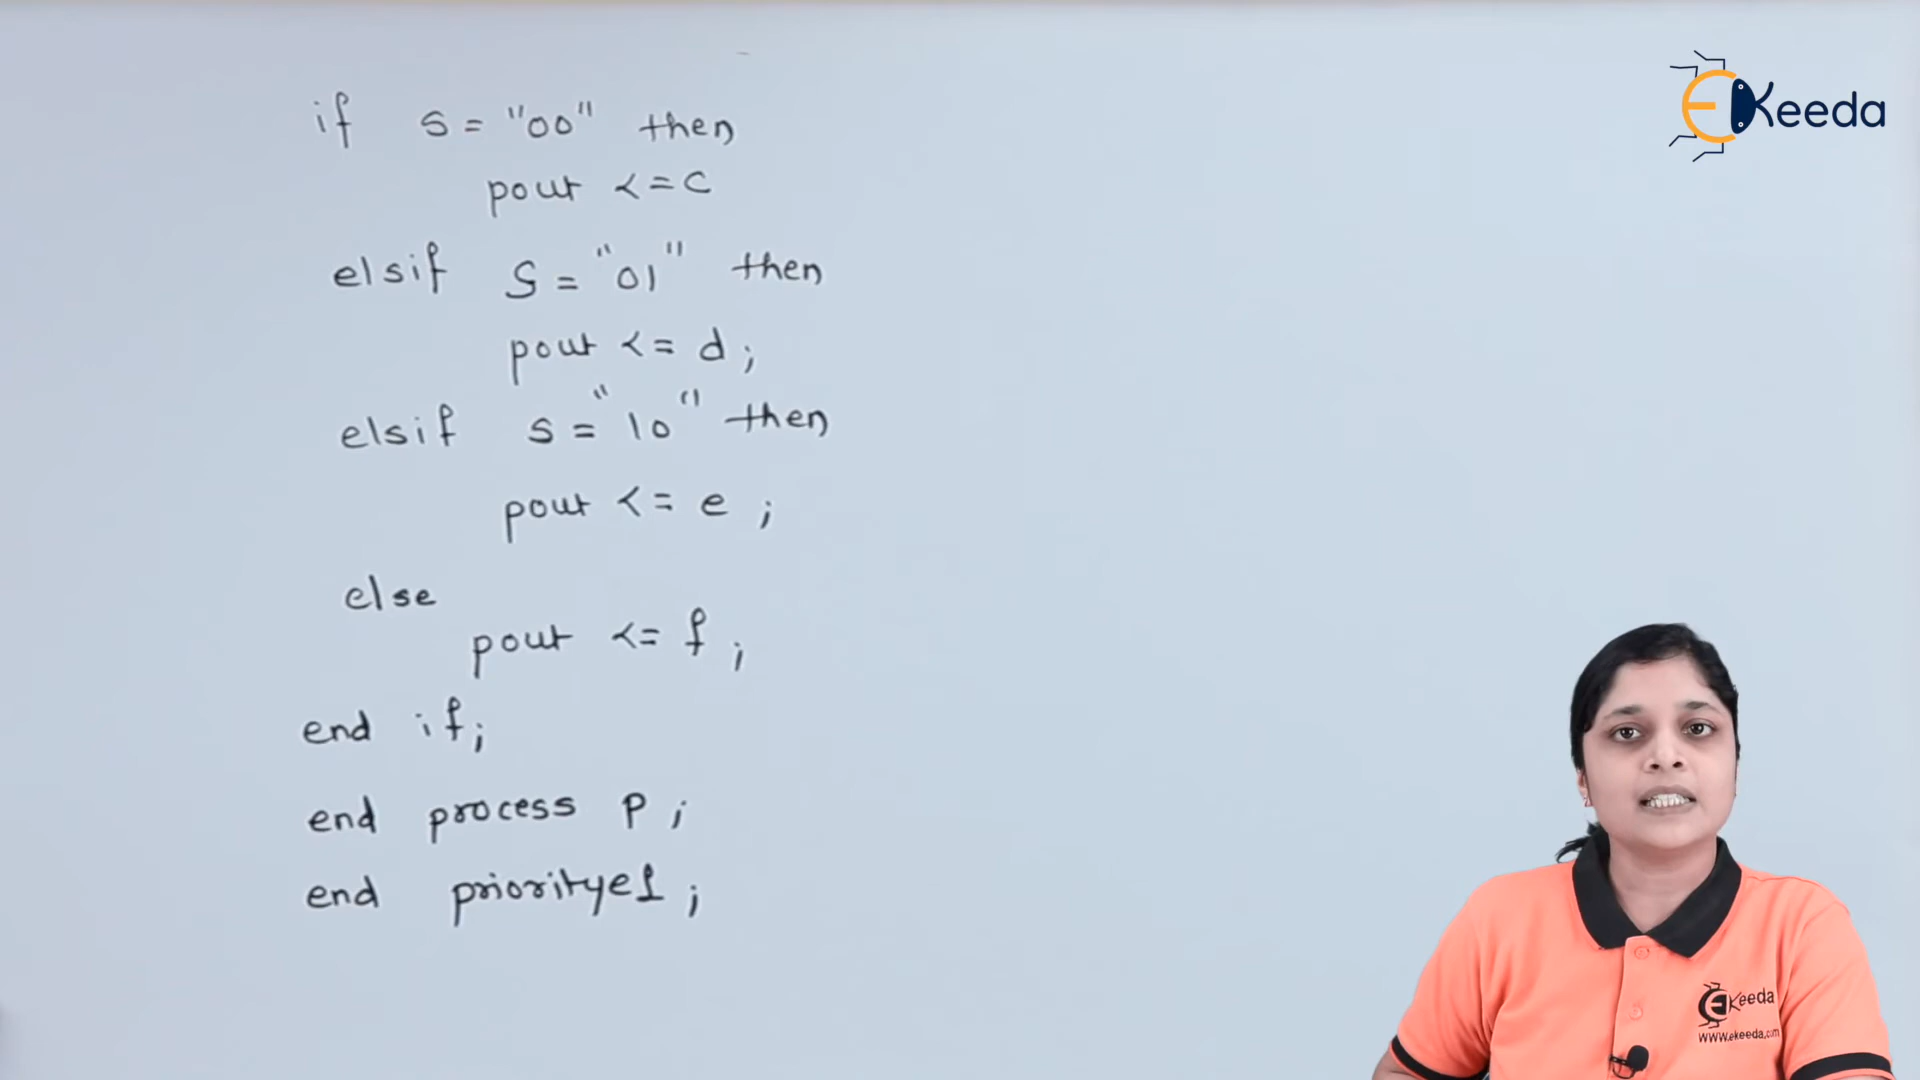 if s = "00" then
pout <= c
elsif S = "01" then
pout <= d ;
elsif s = "10" then
pout <= e ;
else
pout <= f ;
end if ;
end process P ;
end priorityef ;
EKeeda
EKeeda
www.ekeeda.com